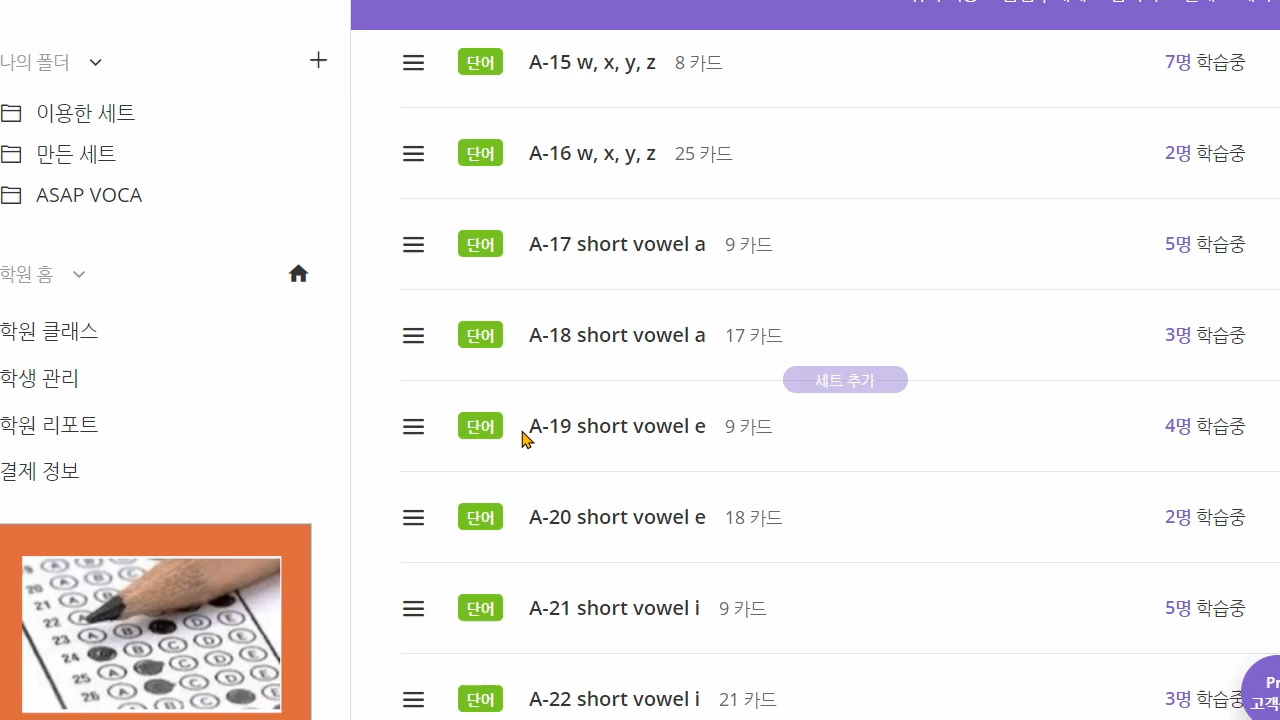 나의 폴더
이용한 세트
만든 세트
ASAP VOCA
학원 홈
학원 클래스
학생 관리
학원 리포트
결제 정보
단어 A-15 w, x, y, z 8 카드 7명 학습중
단어 A-16 w, x, y, z 25 카드 2명 학습중
단어 A-17 short vowel a 9 카드 5명 학습중
단어 A-18 short vowel a 17 카드 3명 학습중
세트 추가
단어 A-19 short vowel e 9 카드 4명 학습중
단어 A-20 short vowel e 18 카드 2명 학습중
단어 A-21 short vowel i 9 카드 5명 학습중
단어 A-22 short vowel i 21 카드 3명 학습중
고객